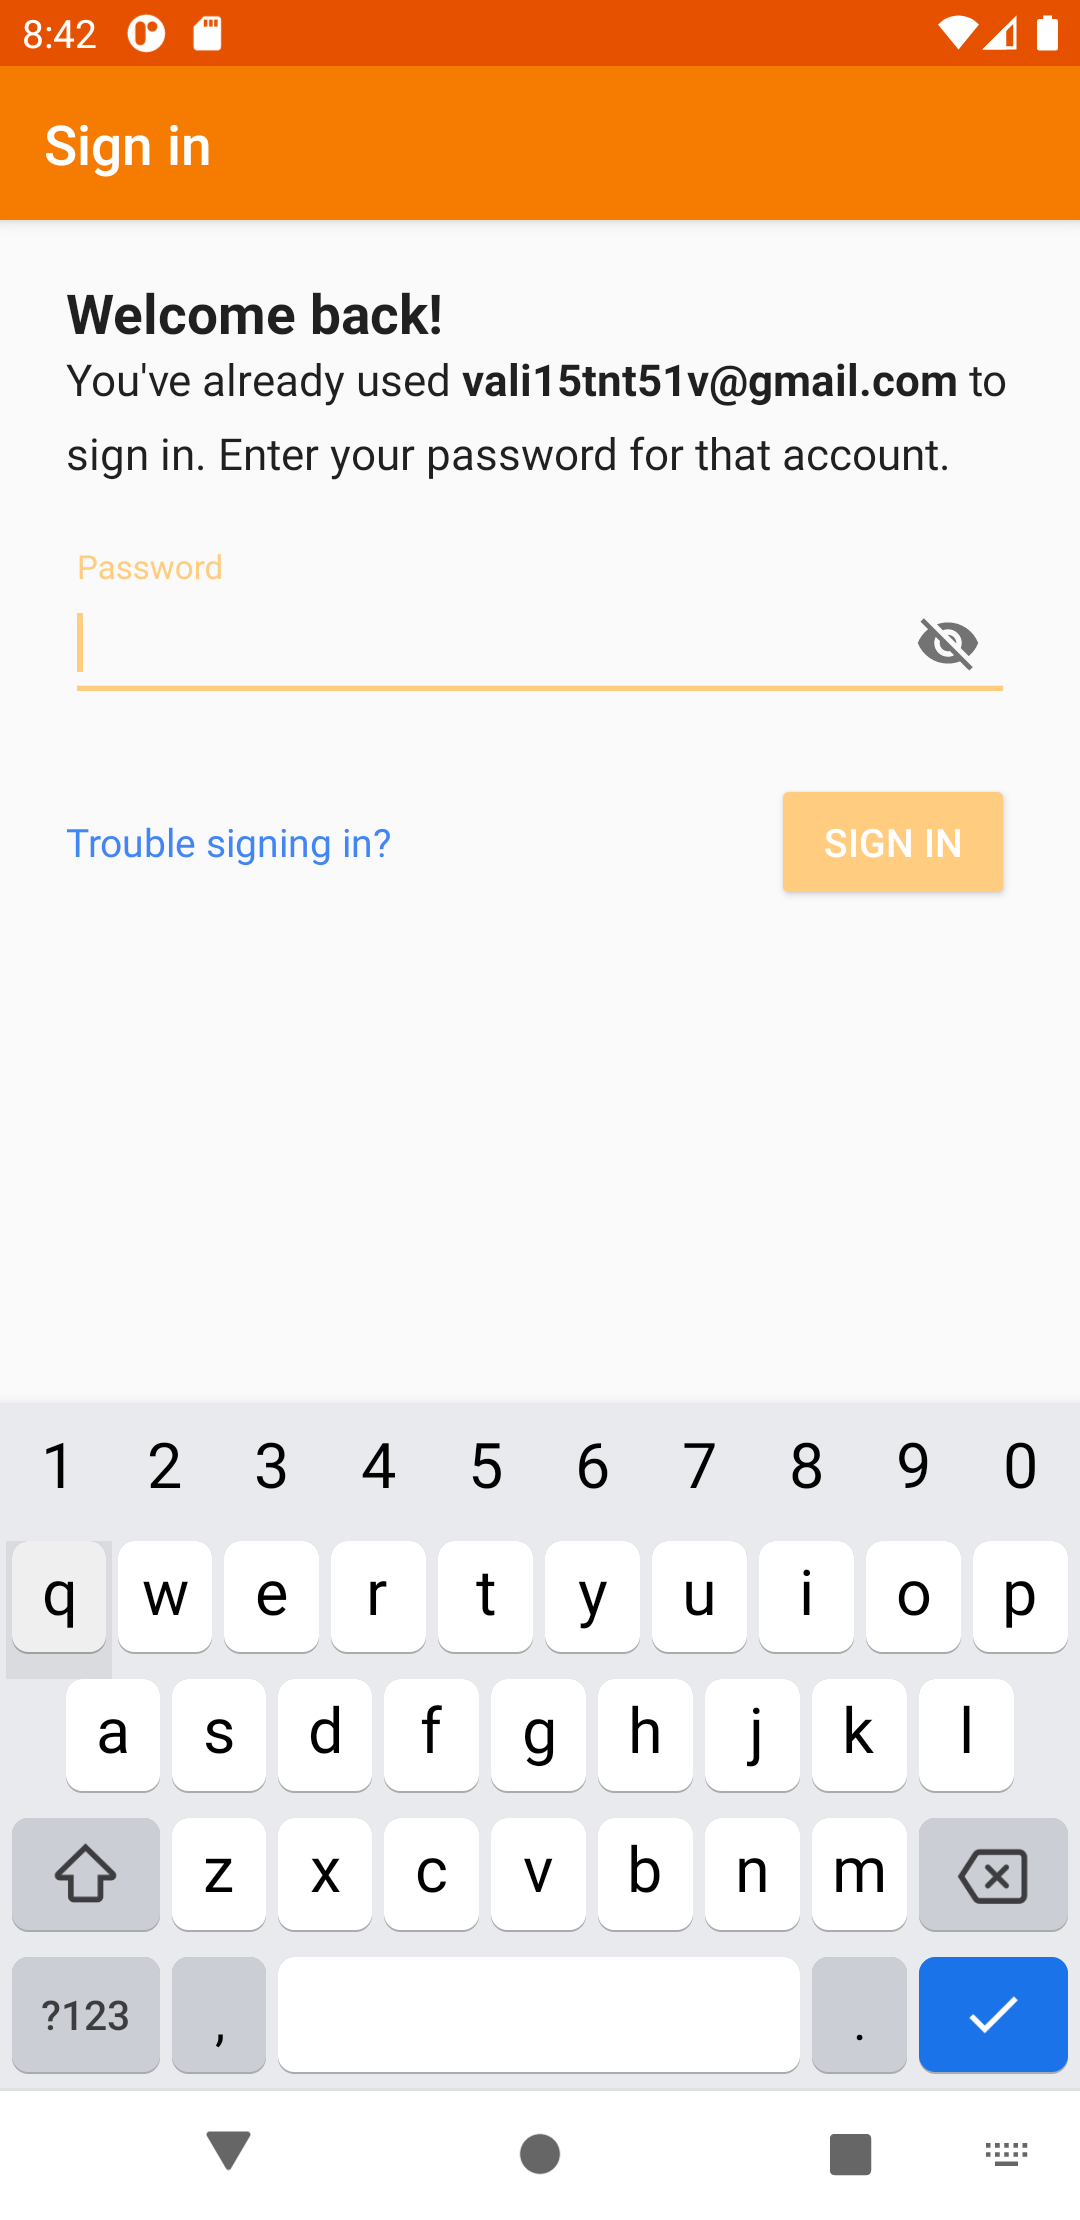 8:42
Sign in
Welcome back!
You've already used vali15tnt51v@gmail.com to
sign in. Enter your password for that account.
Password
Trouble signing in?
SIGN IN
1 2 3 4 5 6 7 8 9 0
q w e r t y u i o p
a s d f g h j k l
z x c v b n m
?123 , .